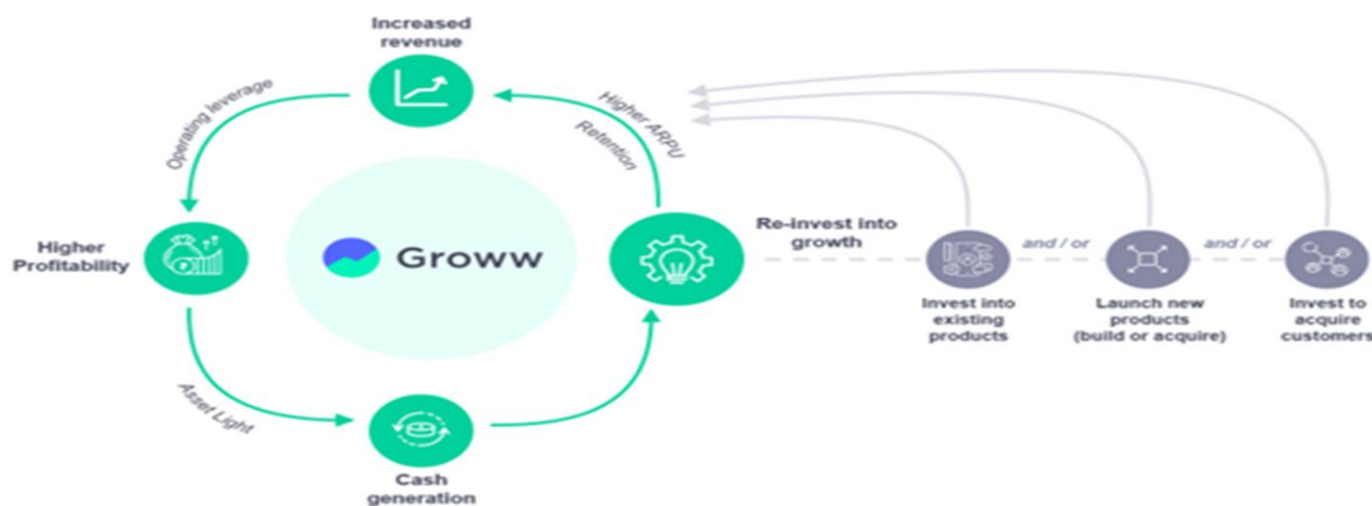 Increased
revenue
Operating leverage
Higher ARPU
Retention
Higher
Profitability
Groww
Re-invest into
growth
and / or
and / or
Invest into
existing
products
Launch new
products
(build or acquire)
Invest to
acquire
customers
Asset Light
Cash
generation